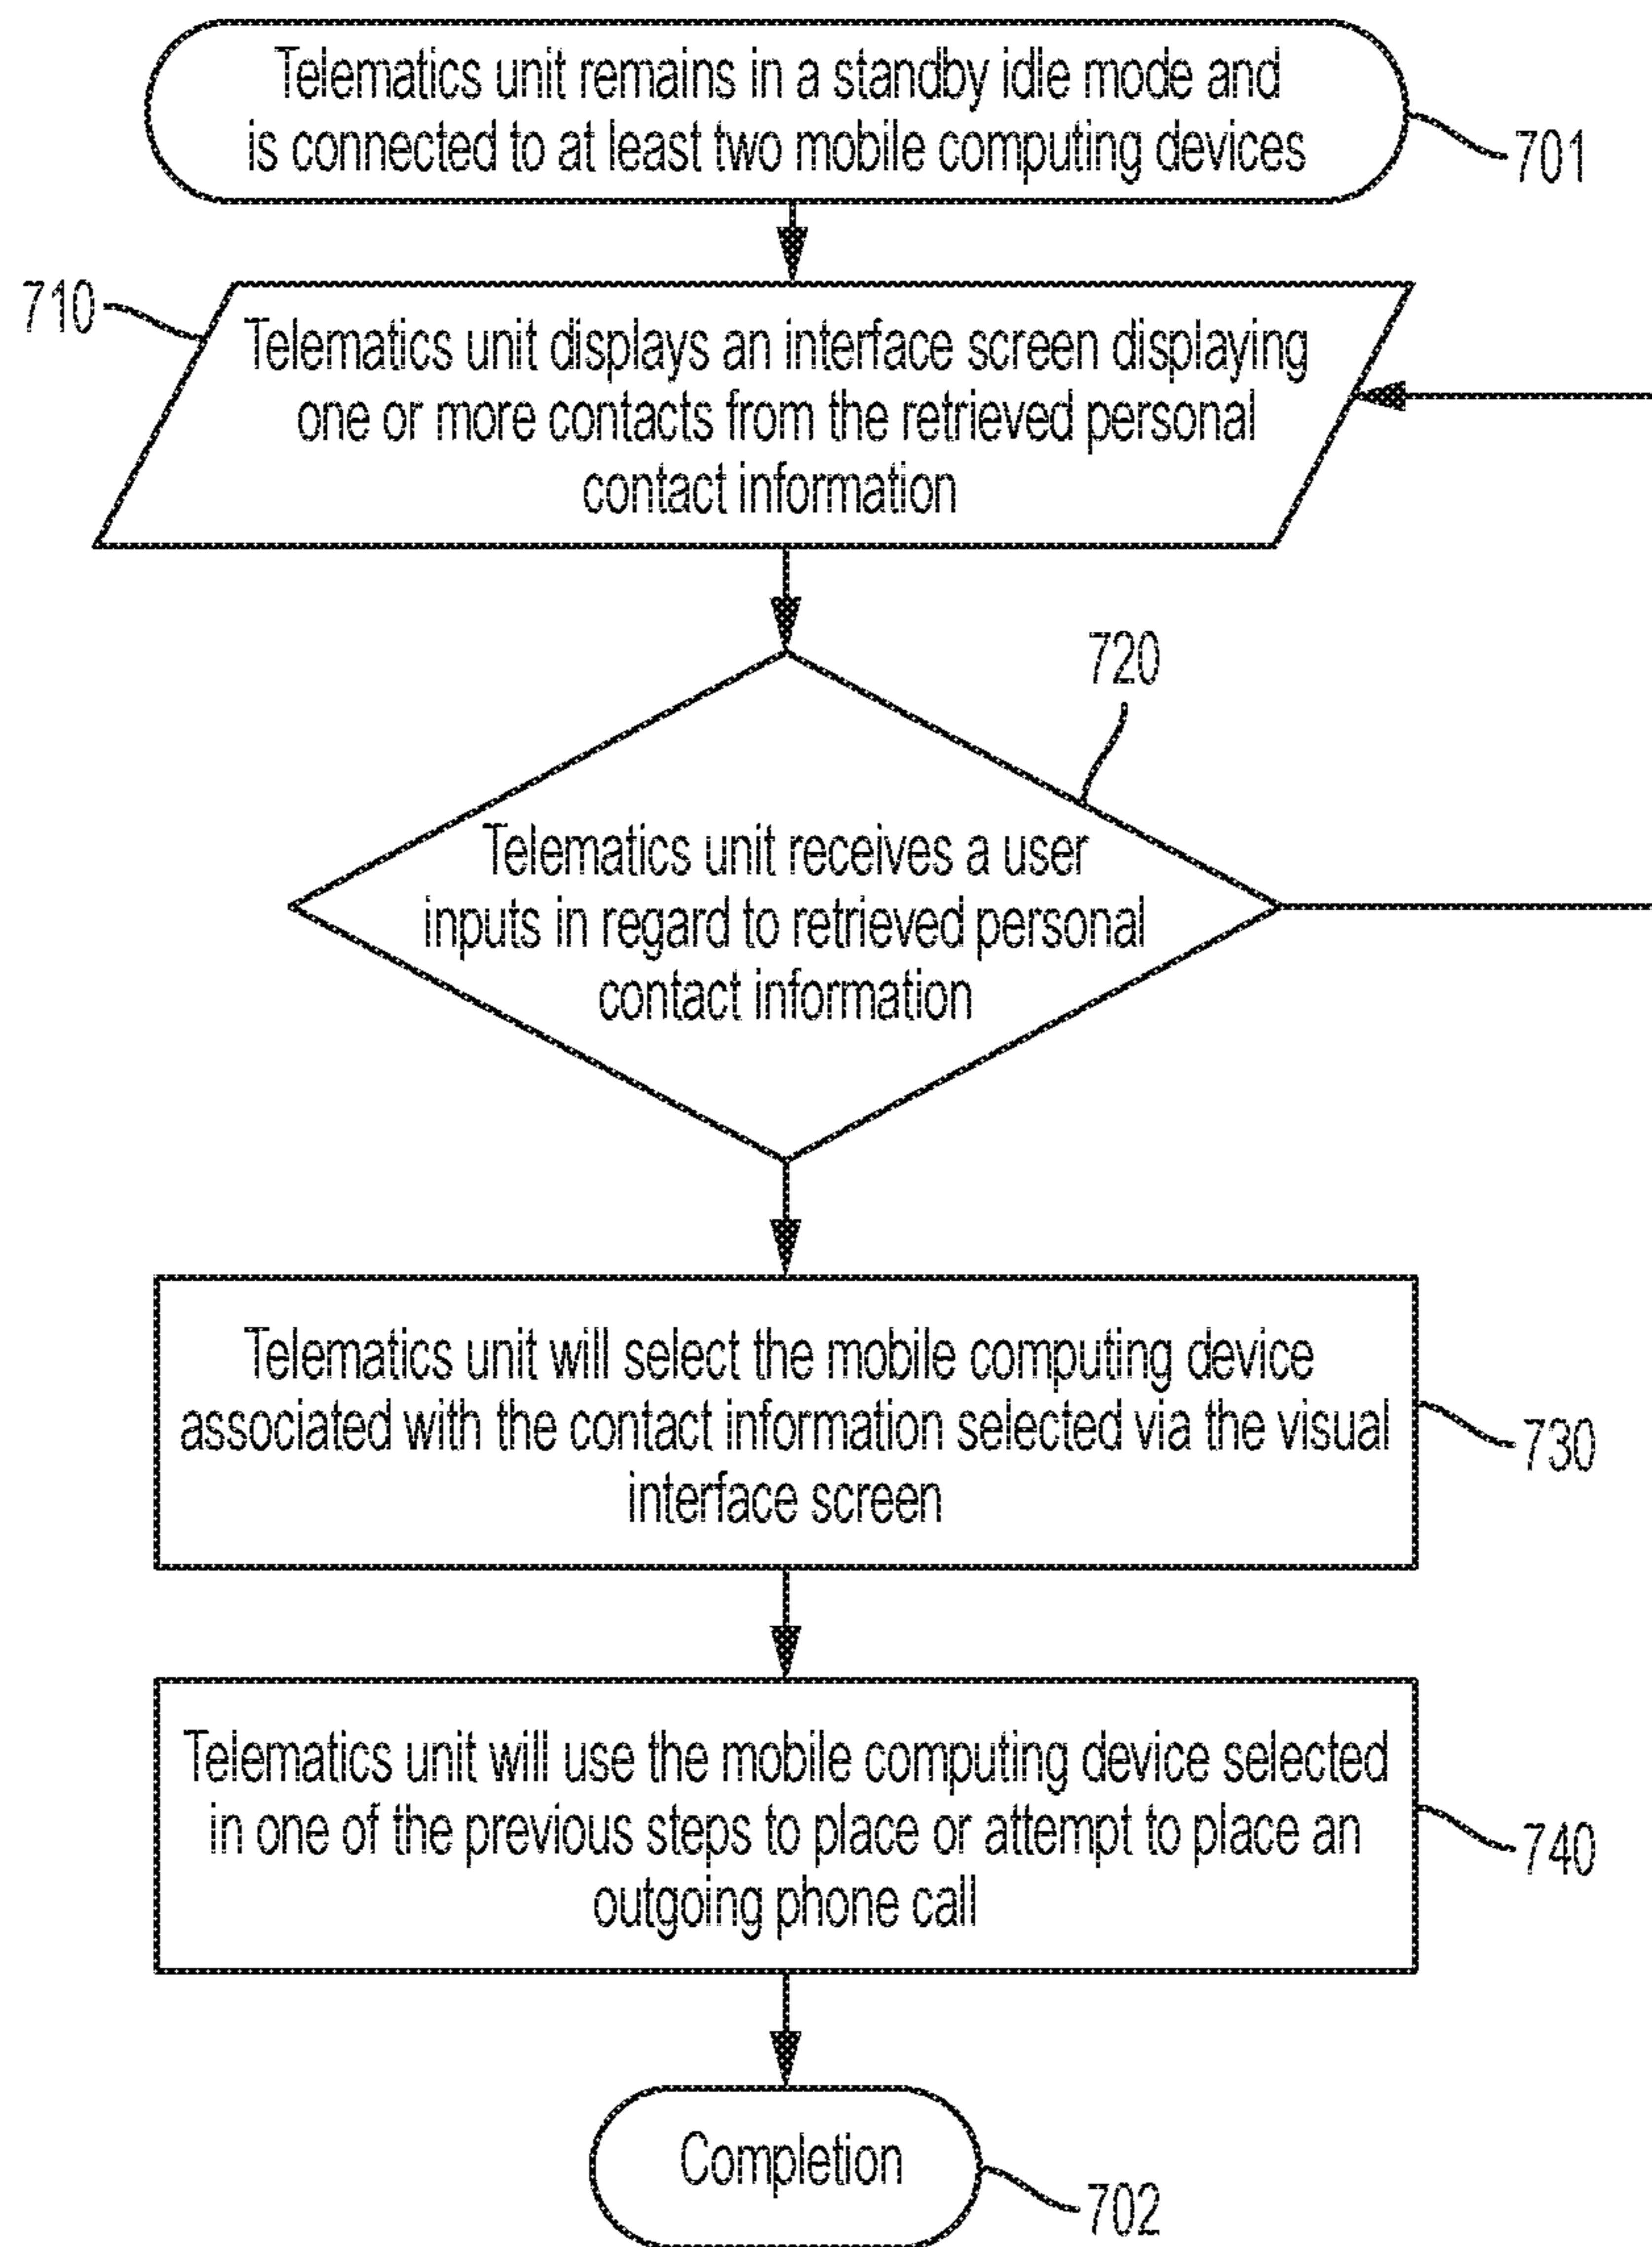 Telematics unit remains in a standby idle mode and
is connected to at least two mobile computing devices
701
710
Telematics unit displays an interface screen displaying
one or more contacts from the retrieved personal
contact information
720
Telematics unit receives a user
inputs in regard to retrieved personal
contact information
Telematics unit will select the mobile computing device
associated with the contact information selected via the visual
interface screen
730
Telematics unit will use the mobile computing device selected
in one of the previous steps to place or attempt to place an
outgoing phone call
740
Completion
702